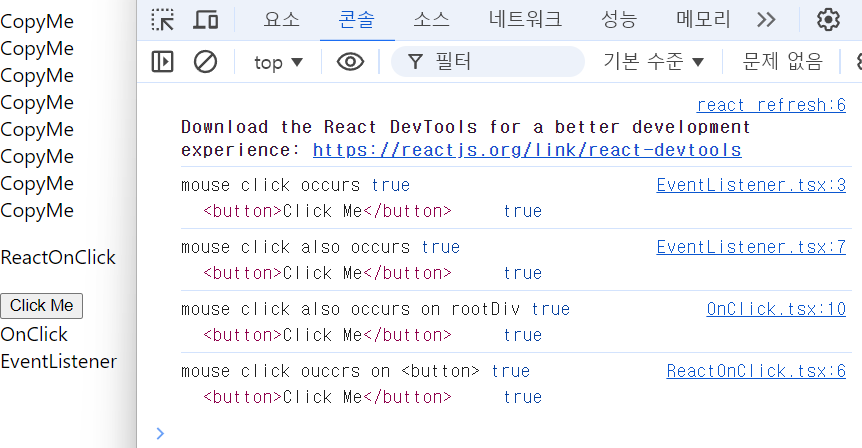 CopyMe
CopyMe
CopyMe
CopyMe
CopyMe
CopyMe
CopyMe
CopyMe
ReactOnClick
Click Me
OnClick
EventListener
요소 콘솔 소스 네트워크 성능 메모리
top ▼ 필터 기본 수준 ▼ 문제 없음
react refresh:6
Download the React DevTools for a better development
experience: https://reactjs.org/link/react-devtools
mouse click occurs true EventListener.tsx:3
<button>Click Me</button> true
mouse click also occurs true EventListener.tsx:7
<button>Click Me</button> true
mouse click also occurs on rootDiv true OnClick.tsx:10
<button>Click Me</button> true
mouse click ouccrs on <button> true ReactOnClick.tsx:6
<button>Click Me</button> true